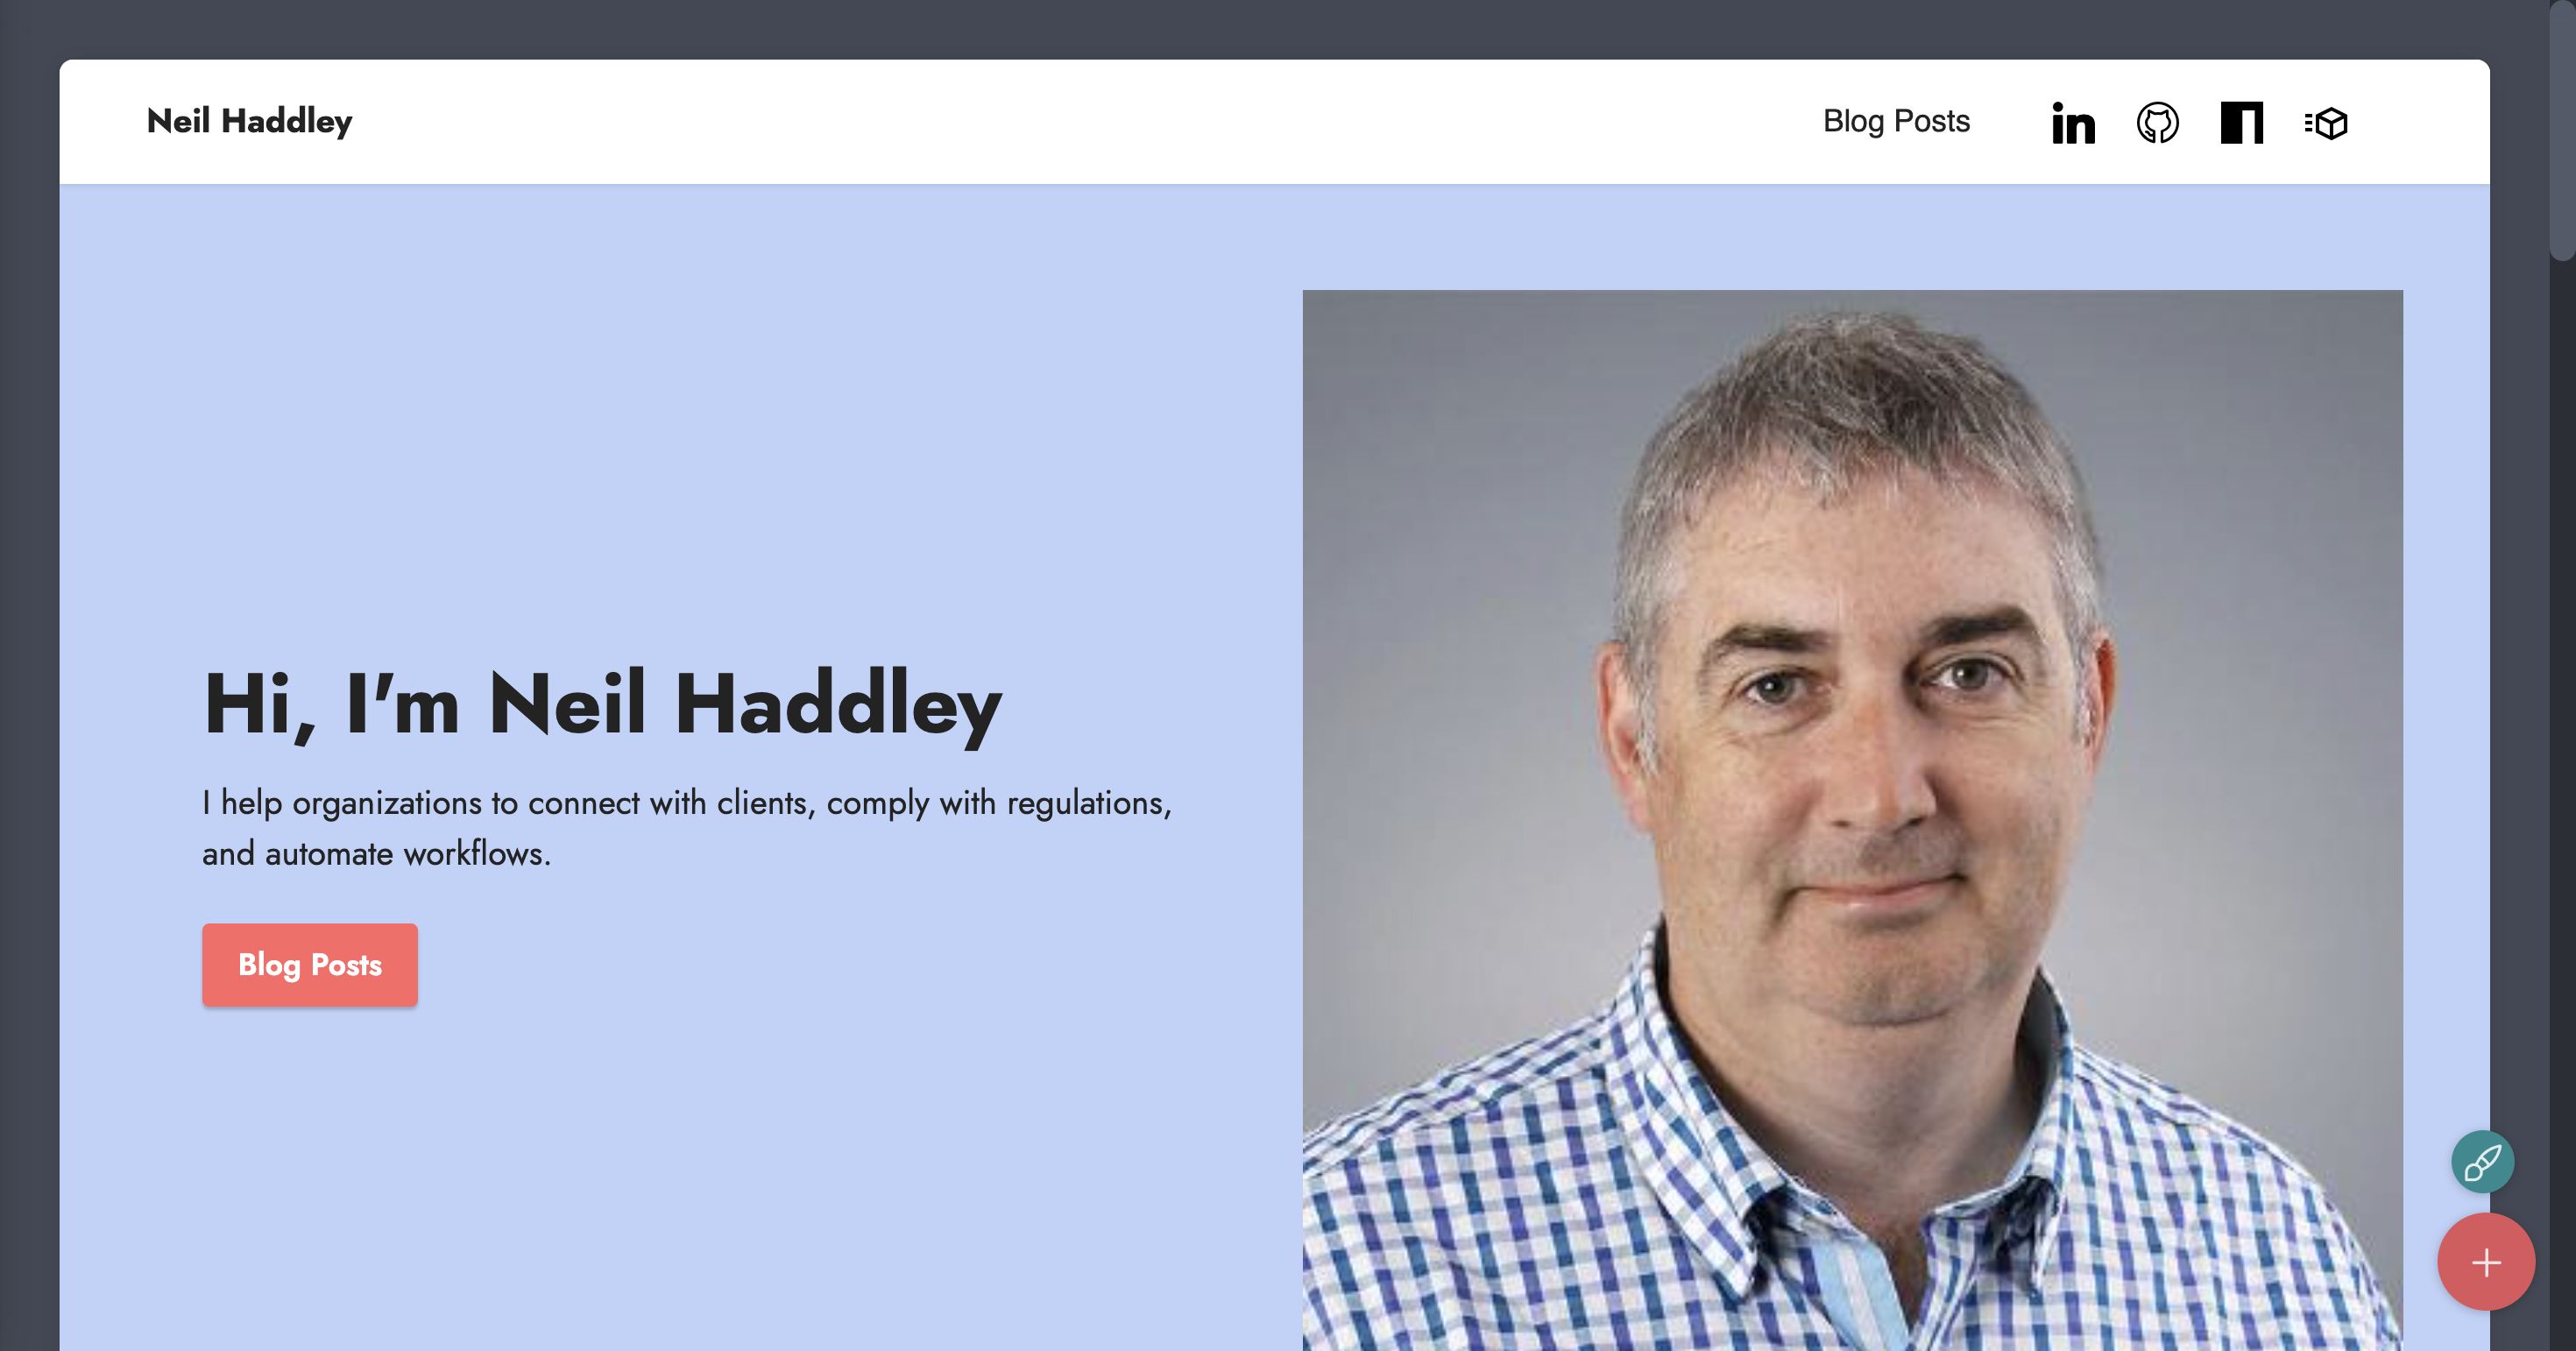 Neil Haddley
Blog Posts
Hi, I'm Neil Haddley
I help organizations to connect with clients, comply with regulations,
and automate workflows.
Blog Posts